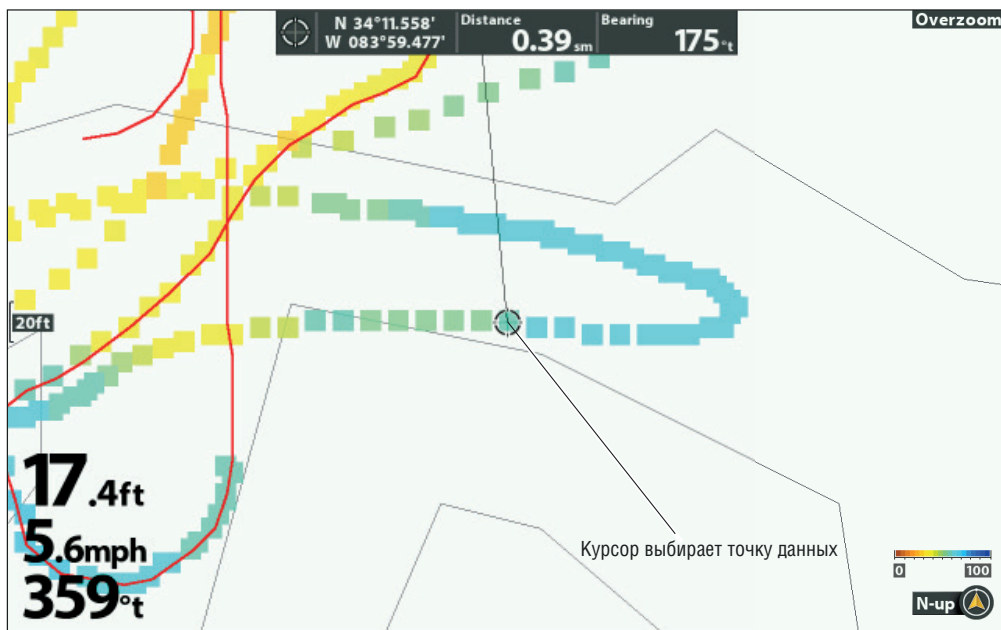 N 34°11.558'
W 083°59.477'
Distance
0.39 sm
Bearing
175°t
Overzoom
20ft
17.4ft
5.6mph
359°t
Курсор выбирает точку данных
0 100
N-up